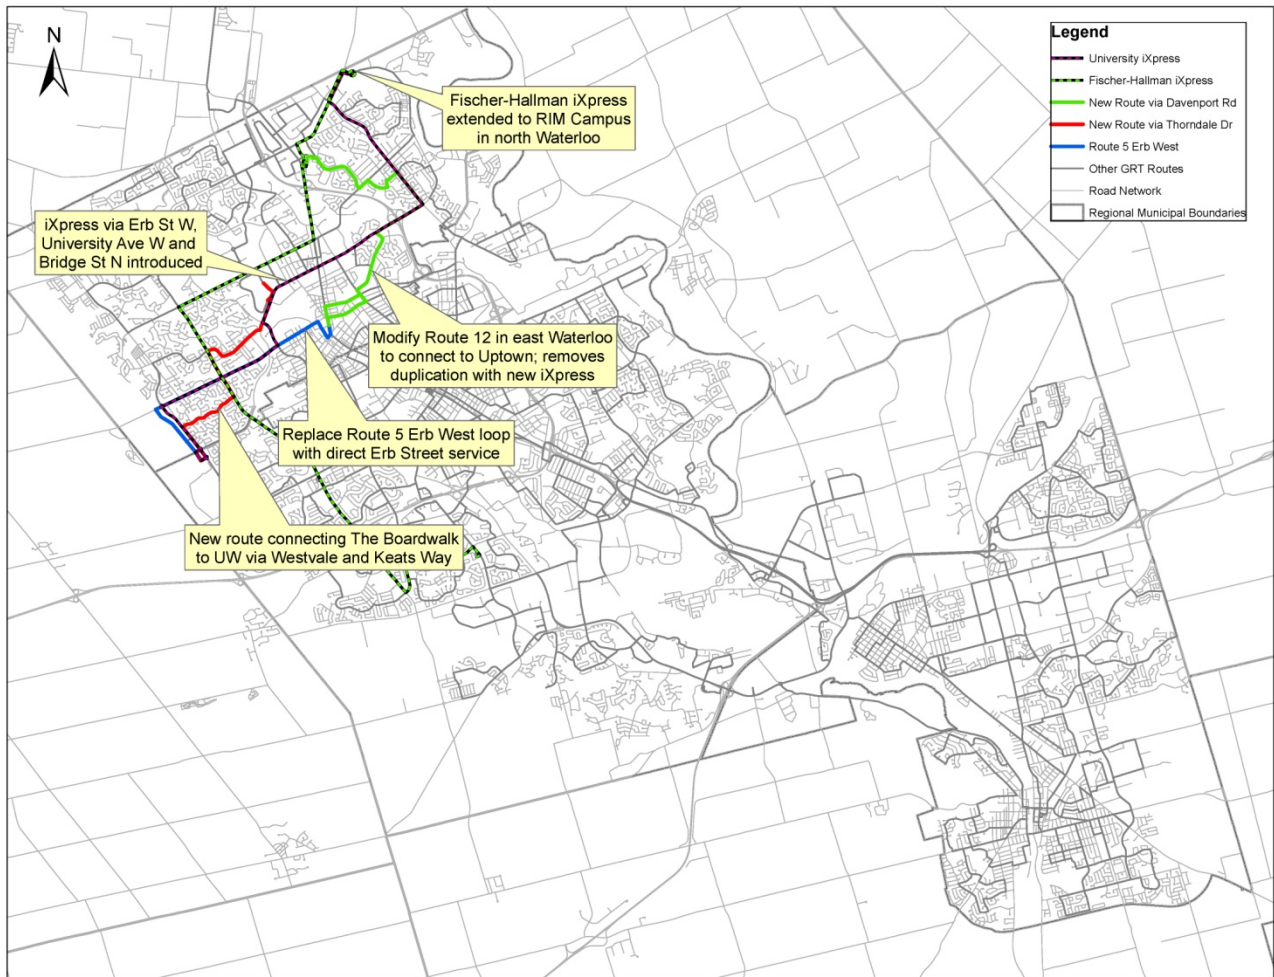 N
Legend
University iXpress
Fischer-Hallman iXpress
New Route via Davenport Rd
New Route via Thorndale Dr
Route 5 Erb West
Other GRT Routes
Road Network
Regional Municipal Boundaries
Fischer-Hallman iXpress
extended to RIM Campus
in north Waterloo
iXpress via Erb St W,
University Ave W and
Bridge St N introduced
Modify Route 12 in east Waterloo
to connect to Uptown; removes
duplication with new iXpress
Replace Route 5 Erb West loop
with direct Erb Street service
New route connecting The Boardwalk
to UW via Westvale and Keats Way